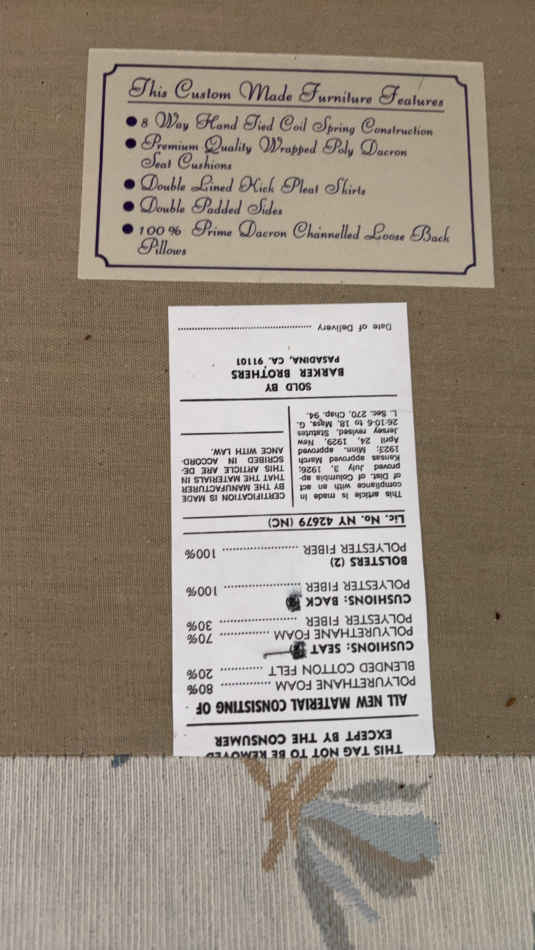 This Custom Made Furniture Features
● 8 Way Hand Tied Coil Spring Construction
● Premium Quality Wrapped Poly Dacron
Seat Cushions
● Double Lined Kick Pleat Skirts
● Double Padded Sides
● 100% Prime Dacron Channelled Loose Back
Pillows
THIS TAG NOT TO BE REMOVED
EXCEPT BY THE CONSUMER
ALL NEW MATERIAL CONSISTING OF
POLYURETHANE FOAM ............ 80%
BLENDED COTTON FELT ........... 20%
CUSHIONS: SEAT
POLYURETHANE FOAM ............ 70%
POLYESTER FIBER ................... 30%
CUSHIONS: BACK
POLYESTER FIBER ................... 100%
BOLSTERS (2)
POLYESTER FIBER ................... 100%
Lic. No. NY 42679 (NC)
This article is made in
compliance with an act
of Dist. of Columbia ap-
proved July 3, 1926;
Kansas approved March
1923; Minn. approved
April 24, 1929, New
Jersey revised, Statutes
26:10-6 to 18, Mass. G.
L. Sec. 270, Chap. 94.
CERTIFICATION IS MADE
BY THE MANUFACTURER
THAT THE MATERIALS IN
THIS ARTICLE ARE DE-
SCRIBED IN ACCORD-
ANCE WITH LAW.
SOLD BY
BARKER BROTHERS
PASADINA, CA. 91101
Date of Delivery ..............................